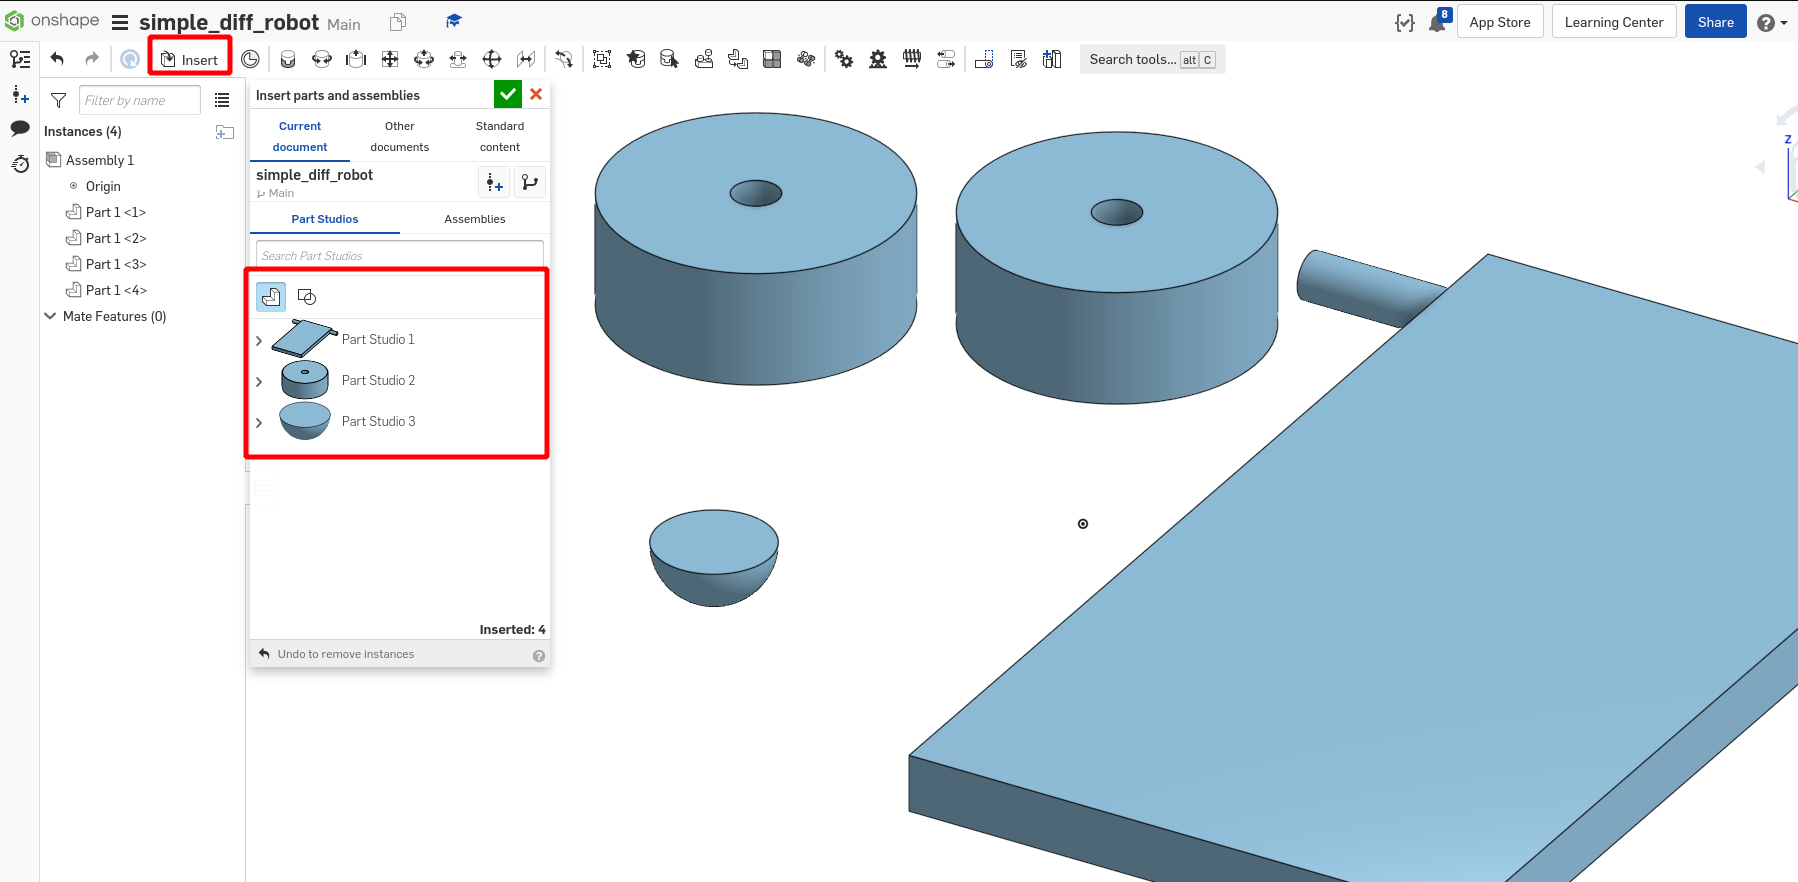 onshape
simple_diff_robot Main
8
App Store
Learning Center
Share
Insert
Search tools... alt C
Filter by name
Instances (4)
Assembly 1
Origin
Part 1 <1>
Part 1 <2>
Part 1 <3>
Part 1 <4>
Mate Features (0)
Insert parts and assemblies
Current document
Other documents
Standard content
simple_diff_robot
Main
Part Studios
Assemblies
Search Part Studios
Part Studio 1
Part Studio 2
Part Studio 3
Inserted: 4
Undo to remove instances
Z